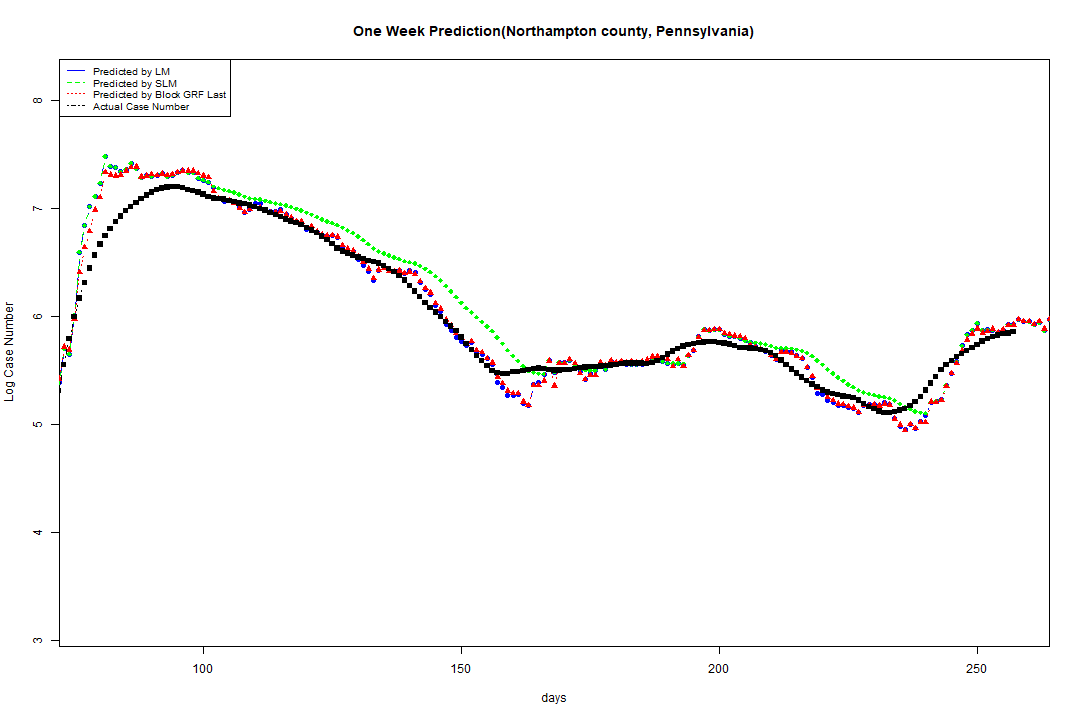 One Week Prediction(Northampton county, Pennsylvania)
Predicted by LM
Predicted by SLM
Predicted by Block GRF Last
Actual Case Number
8
7
6
5
4
3
Log Case Number
100 150 200 250
days